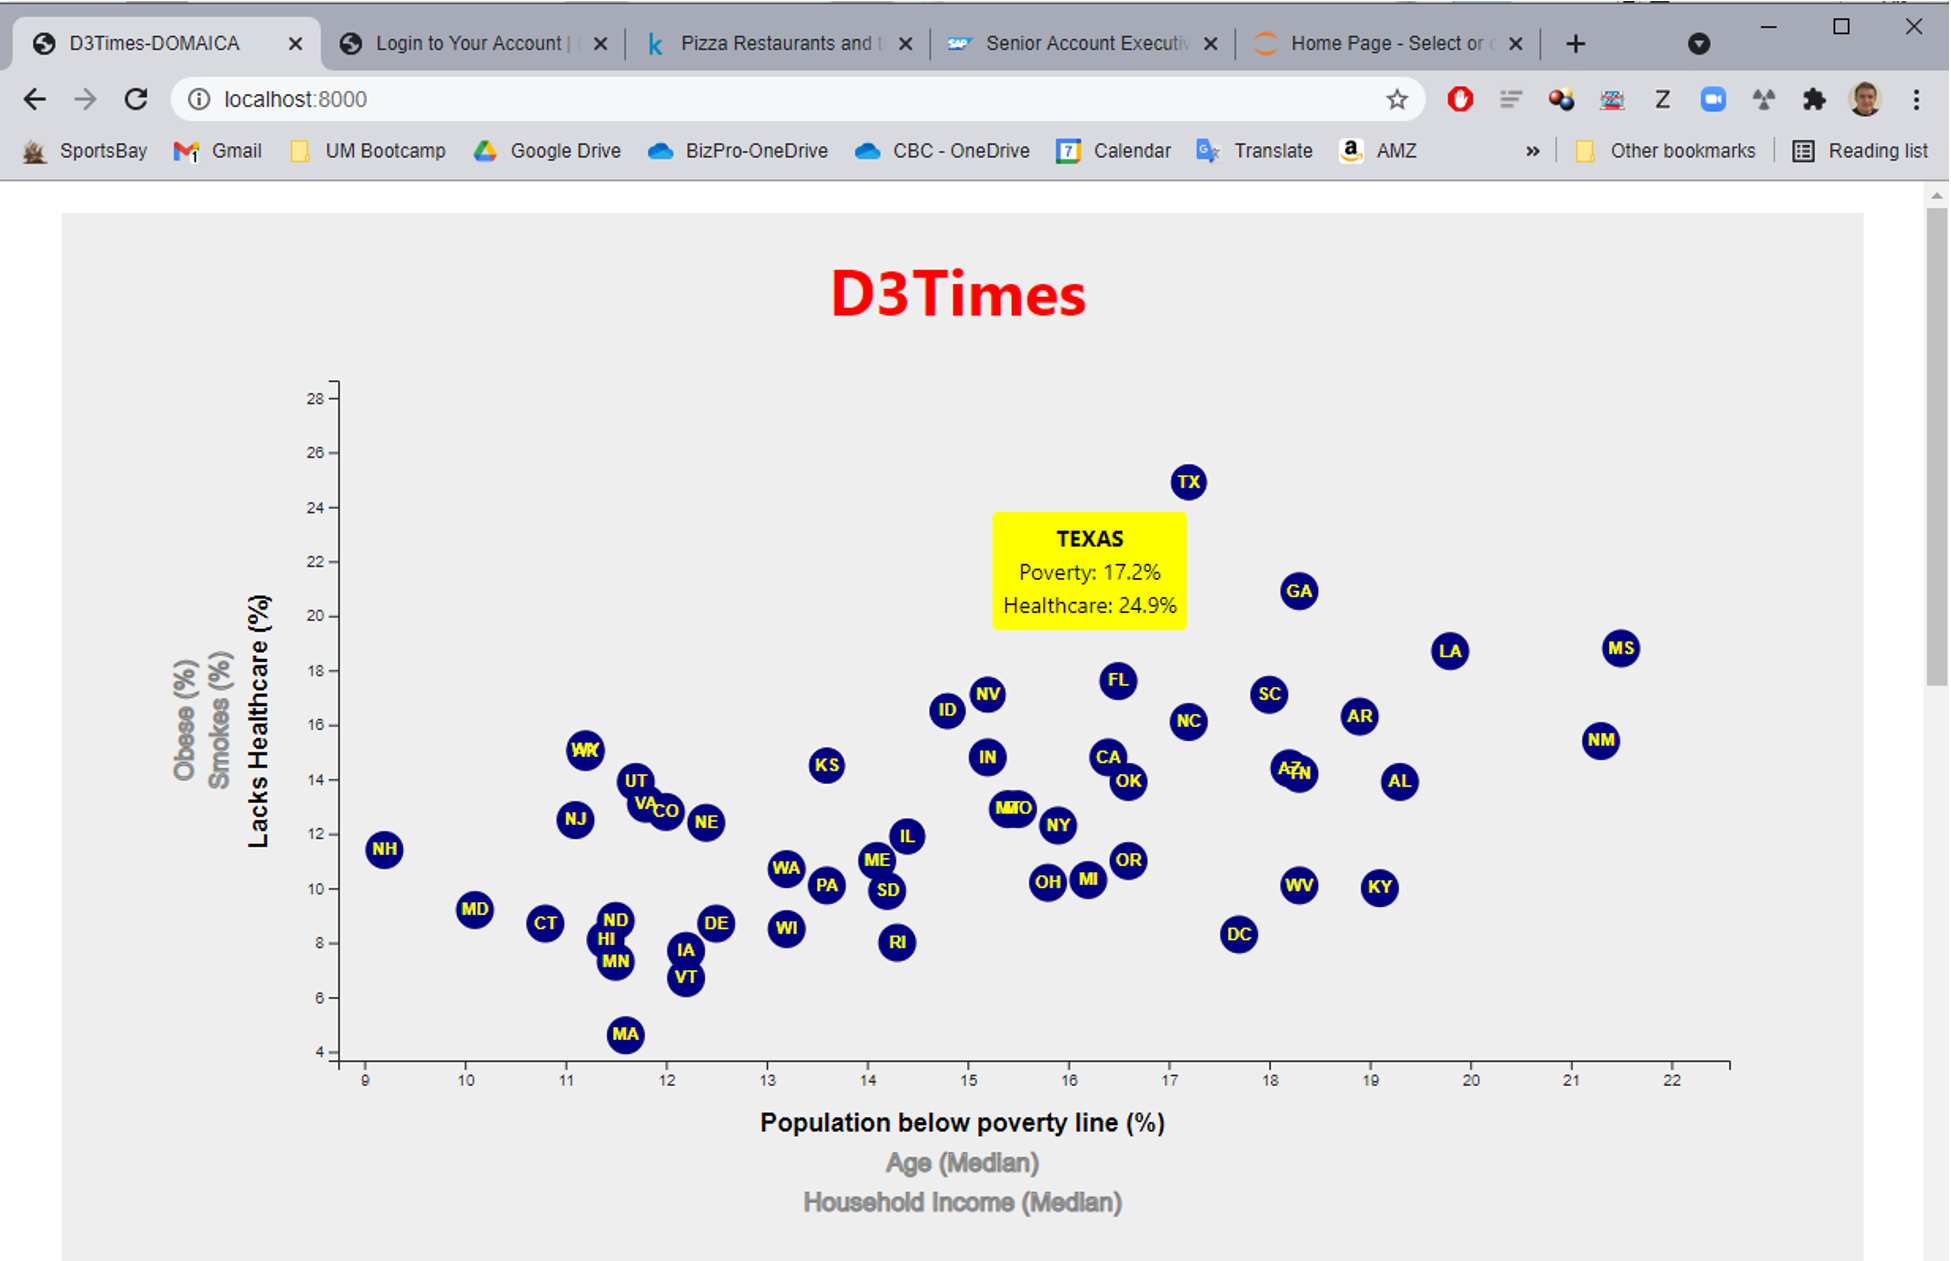 D3Times-DOMAICA
Login to Your Account |
Pizza Restaurants and t
Senior Account Executiv
Home Page - Select or c
localhost:8000
Z
SportsBay
1 Gmail
UM Bootcamp
Google Drive
BizPro-OneDrive
CBC - OneDrive
7 Calendar
Translate
a AMZ
»
Other bookmarks
Reading list
D3Times
28
26
24
22
20
18
16
14
12
10
8
6
4
Obese (%)
Smokes (%)
Lacks Healthcare (%)
TX
TEXAS
Poverty: 17.2%
Healthcare: 24.9%
GA
MS
LA
FL
NV
SC
ID
AR
NC
NM
IN
CA
KS
AZ
TN
UT
OK
AL
VA
CO
NJ
NE
NY
IL
NH
ME
OR
WA
PA
SD
OH
MI
WV
KY
MD
CT
ND
DE
WI
DC
HI
RI
IA
MN
VT
MA
9
10
11
12
13
14
15
16
17
18
19
20
21
22
Population below poverty line (%)
Age (Median)
Household Income (Median)